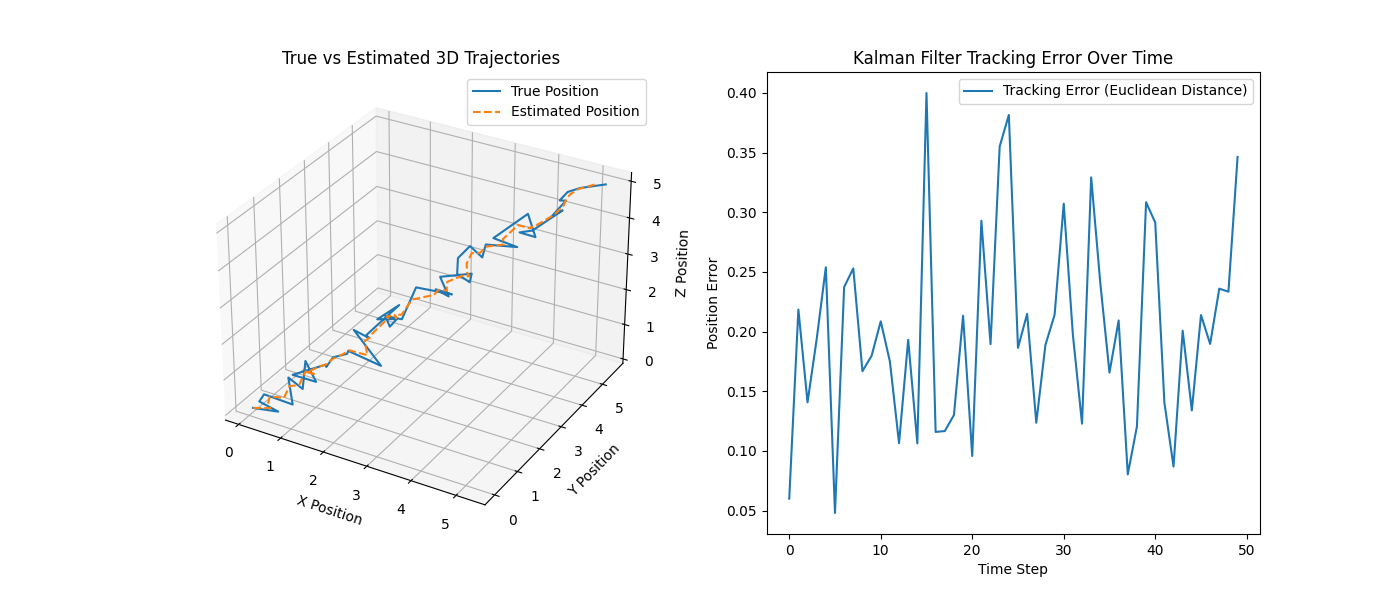 True vs Estimated 3D Trajectories
True Position
Estimated Position
5
4
3
2
1
0
Z Position
0
1
2
3
4
5
X Position
0
1
2
3
4
5
Y Position
Kalman Filter Tracking Error Over Time
Tracking Error (Euclidean Distance)
0.40
0.35
0.30
0.25
0.20
0.15
0.10
0.05
Position Error
0 10 20 30 40 50
Time Step